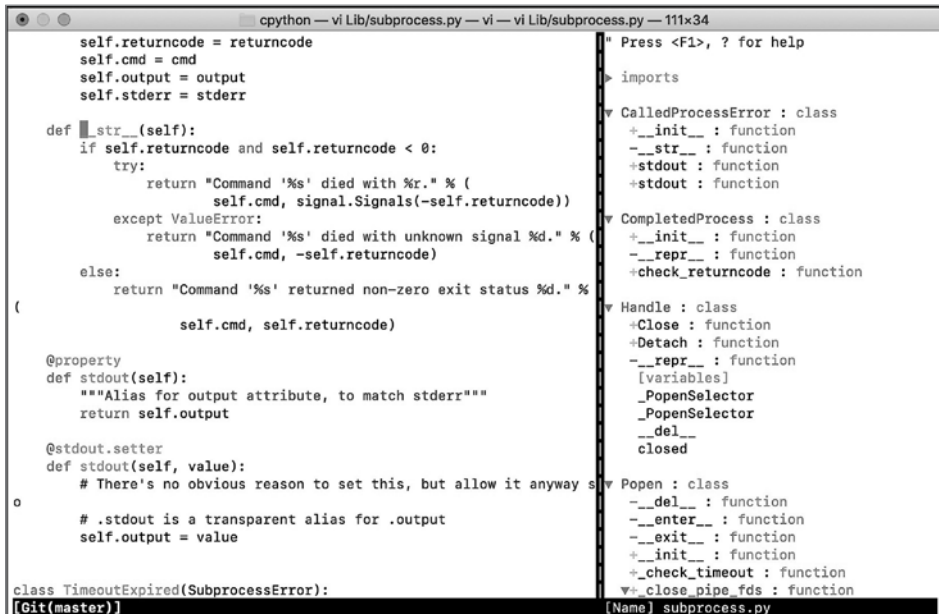 cpython — vi Lib/subprocess.py — vi — vi Lib/subprocess.py — 111×34
        self.returncode = returncode
        self.cmd = cmd
        self.output = output
        self.stderr = stderr
    def __str__(self):
        if self.returncode and self.returncode < 0:
            try:
                return "Command '%s' died with %r." % (
                        self.cmd, signal.Signals(-self.returncode))
            except ValueError:
                return "Command '%s' died with unknown signal %d." % (
                        self.cmd, -self.returncode)
        else:
            return "Command '%s' returned non-zero exit status %d." %
(
                    self.cmd, self.returncode)
    @property
    def stdout(self):
        """Alias for output attribute, to match stderr"""
        return self.output
    @stdout.setter
    def stdout(self, value):
        # There's no obvious reason to set this, but allow it anyway s
o
        # .stdout is a transparent alias for .output
        self.output = value
class TimeoutExpired(SubprocessError):
[Git(master)]
" Press <F1>, ? for help
▶ imports
▼ CalledProcessError : class
   +__init__ : function
   -__str__ : function
   +stdout : function
   +stdout : function
▼ CompletedProcess : class
   +__init__ : function
   -__repr__ : function
   +check_returncode : function
▼ Handle : class
   +Close : function
   +Detach : function
   -__repr__ : function
    [variables]
    _PopenSelector
    _PopenSelector
    __del__
    closed
▼ Popen : class
   -__del__ : function
   -__enter__ : function
   -__exit__ : function
   +__init__ : function
   +_check_timeout : function
  ▼+_close_pipe_fds : function
[Name] subprocess.py